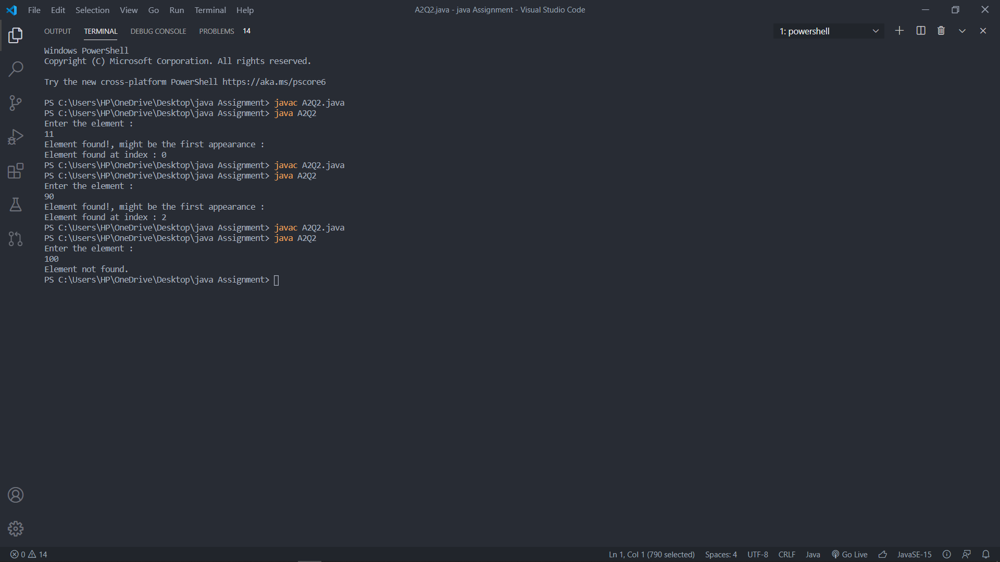 File Edit Selection View Go Run Terminal Help
A2Q2.java - java Assignment - Visual Studio Code
OUTPUT TERMINAL DEBUG CONSOLE PROBLEMS 14
1: powershell
Windows PowerShell
Copyright (C) Microsoft Corporation. All rights reserved.
Try the new cross-platform PowerShell https://aka.ms/pscore6
PS C:\Users\HP\OneDrive\Desktop\java Assignment> javac A2Q2.java
PS C:\Users\HP\OneDrive\Desktop\java Assignment> java A2Q2
Enter the element :
11
Element found!, might be the first appearance :
Element found at index : 0
PS C:\Users\HP\OneDrive\Desktop\java Assignment> javac A2Q2.java
PS C:\Users\HP\OneDrive\Desktop\java Assignment> java A2Q2
Enter the element :
90
Element found!, might be the first appearance :
Element found at index : 2
PS C:\Users\HP\OneDrive\Desktop\java Assignment> javac A2Q2.java
PS C:\Users\HP\OneDrive\Desktop\java Assignment> java A2Q2
Enter the element :
100
Element not found.
PS C:\Users\HP\OneDrive\Desktop\java Assignment>
0 14
Ln 1, Col 1 (790 selected) Spaces: 4 UTF-8 CRLF Java Go Live JavaSE-15